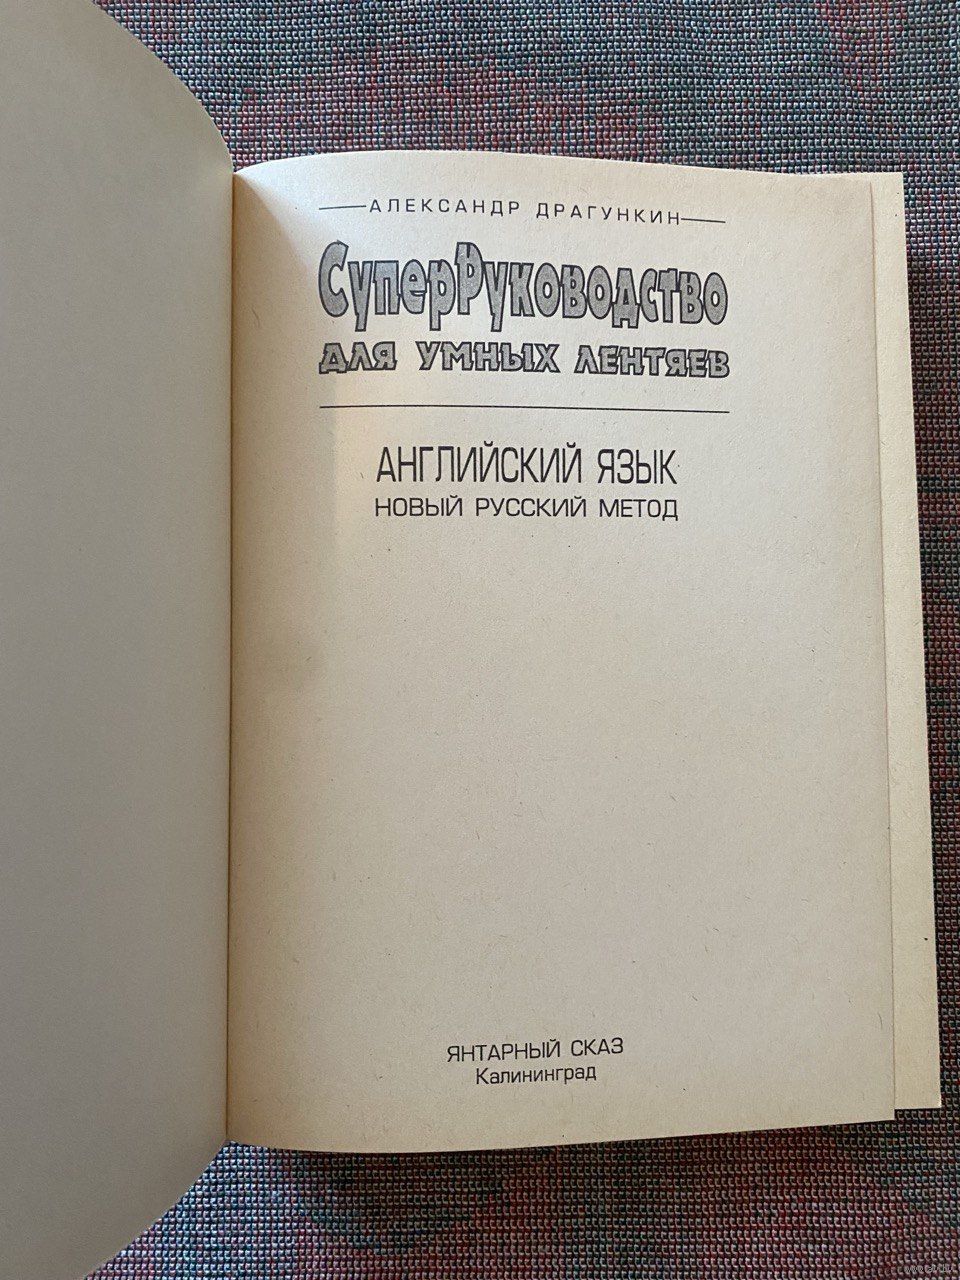 АЛЕКСАНДР ДРАГУНКИН
СуперРуководство
для умных лентяев
АНГЛИЙСКИЙ ЯЗЫК
НОВЫЙ РУССКИЙ МЕТОД
ЯНТАРНЫЙ СКАЗ
Калининград